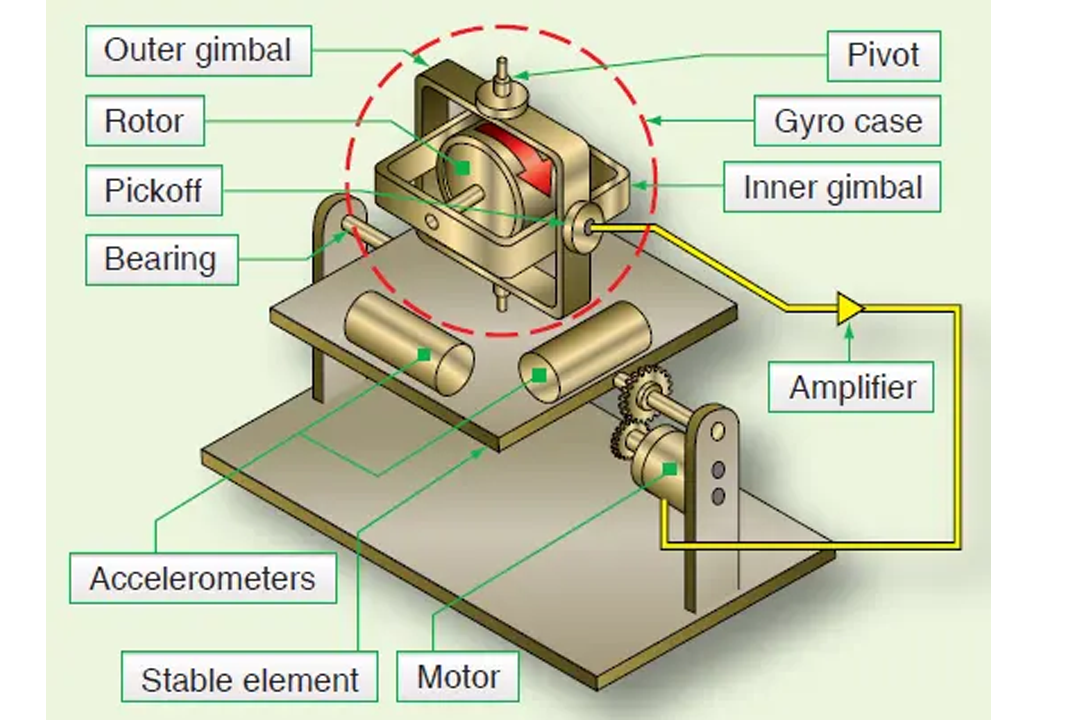 Outer gimbal
Pivot
Rotor
Gyro case
Pickoff
Inner gimbal
Bearing
Amplifier
Accelerometers
Stable element
Motor